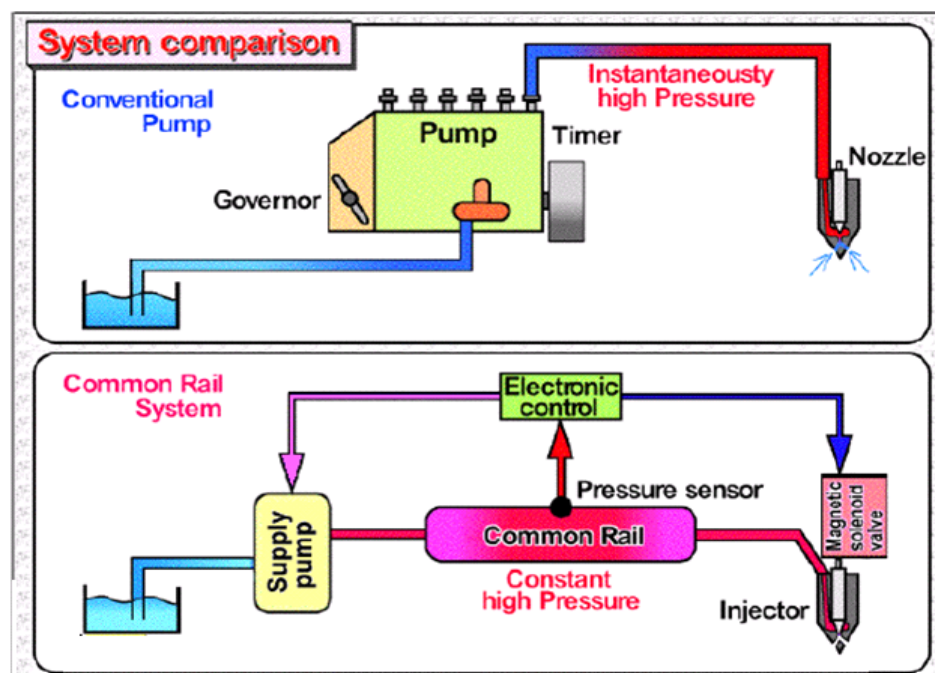 System comparison
Conventional
Pump
Instantaneousty
high Pressure
Pump
Timer
Nozzle
Governor
Common Rail
System
Electronic
control
Pressure sensor
Magnetic
solenoid
valve
Supply
pump
Common Rail
Constant
high Pressure
Injector